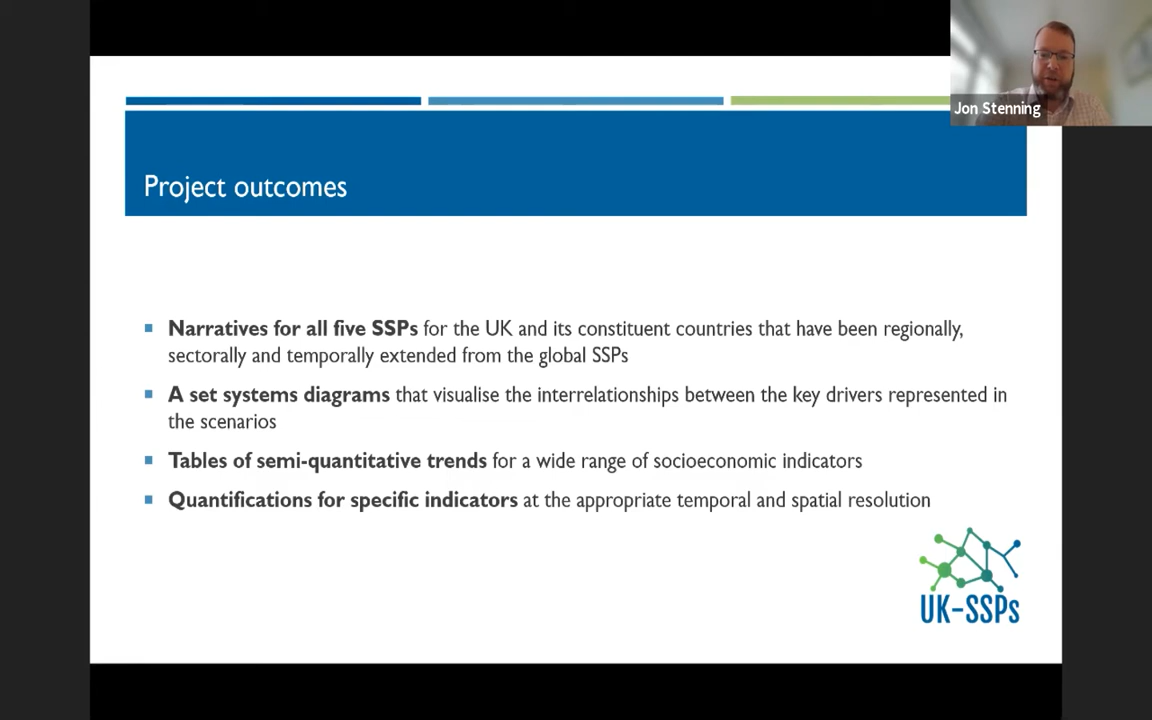 Jon Stenning
Project outcomes
Narratives for all five SSPs for the UK and its constituent countries that have been regionally,
sectorally and temporally extended from the global SSPs
A set systems diagrams that visualise the interrelationships between the key drivers represented in
the scenarios
Tables of semi-quantitative trends for a wide range of socioeconomic indicators
Quantifications for specific indicators at the appropriate temporal and spatial resolution
UK-SSPs